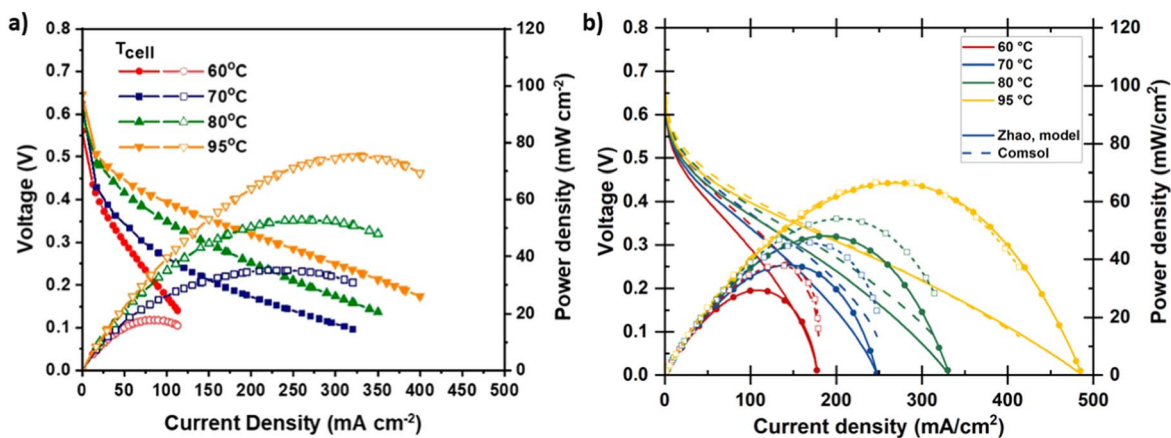 a)
0.8
0.7
0.6
0.5
0.4
0.3
0.2
0.1
0.0
Voltage (V)
T_cell
60°C
70°C
80°C
95°C
120
100
80
60
40
20
0
Power density (mW cm⁻²)
0 50 100 150 200 250 300 350 400 450 500
Current Density (mA cm⁻²)
b)
0.8
0.7
0.6
0.5
0.4
0.3
0.2
0.1
0.0
Voltage (V)
60 °C
70 °C
80 °C
95 °C
Zhao, model
Comsol
120
100
80
60
40
20
0
Power density (mW/cm²)
0 100 200 300 400 500
Current density (mA/cm²)